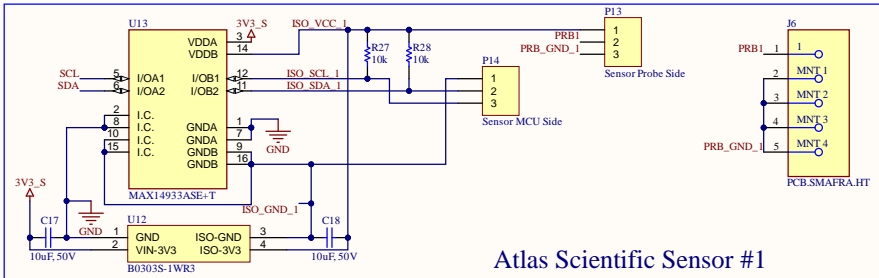 U13
3V3_S
ISO_VCC_1
P13
J6
VDDA 3
VDDB 14
R27
10k
R28
10k
PRB1
PRB_GND_1
1
2
3
Sensor Probe Side
PRB1 1 1
MNT 1
2
MNT 2
3
MNT 3
4
MNT 4
PRB_GND_1 5
PCB.SMAFRA.HT
SCL 5 I/OA1
SDA 6 I/OA2
I/OB1 12 ISO_SCL_1
I/OB2 11 ISO_SDA_1
P14
1
2
3
Sensor MCU Side
2 I.C.
8 I.C.
10 I.C.
15 I.C.
GNDA 1
GNDA 7
GNDB 9
GNDB 16
GND
MAX14933ASE+T
3V3_S
GND
ISO_GND_1
C17
10uF, 50V
U12
1 GND
2 VIN-3V3
ISO-GND 3
ISO-3V3 4
B0303S-1WR3
C18
10uF, 50V
Atlas Scientific Sensor #1